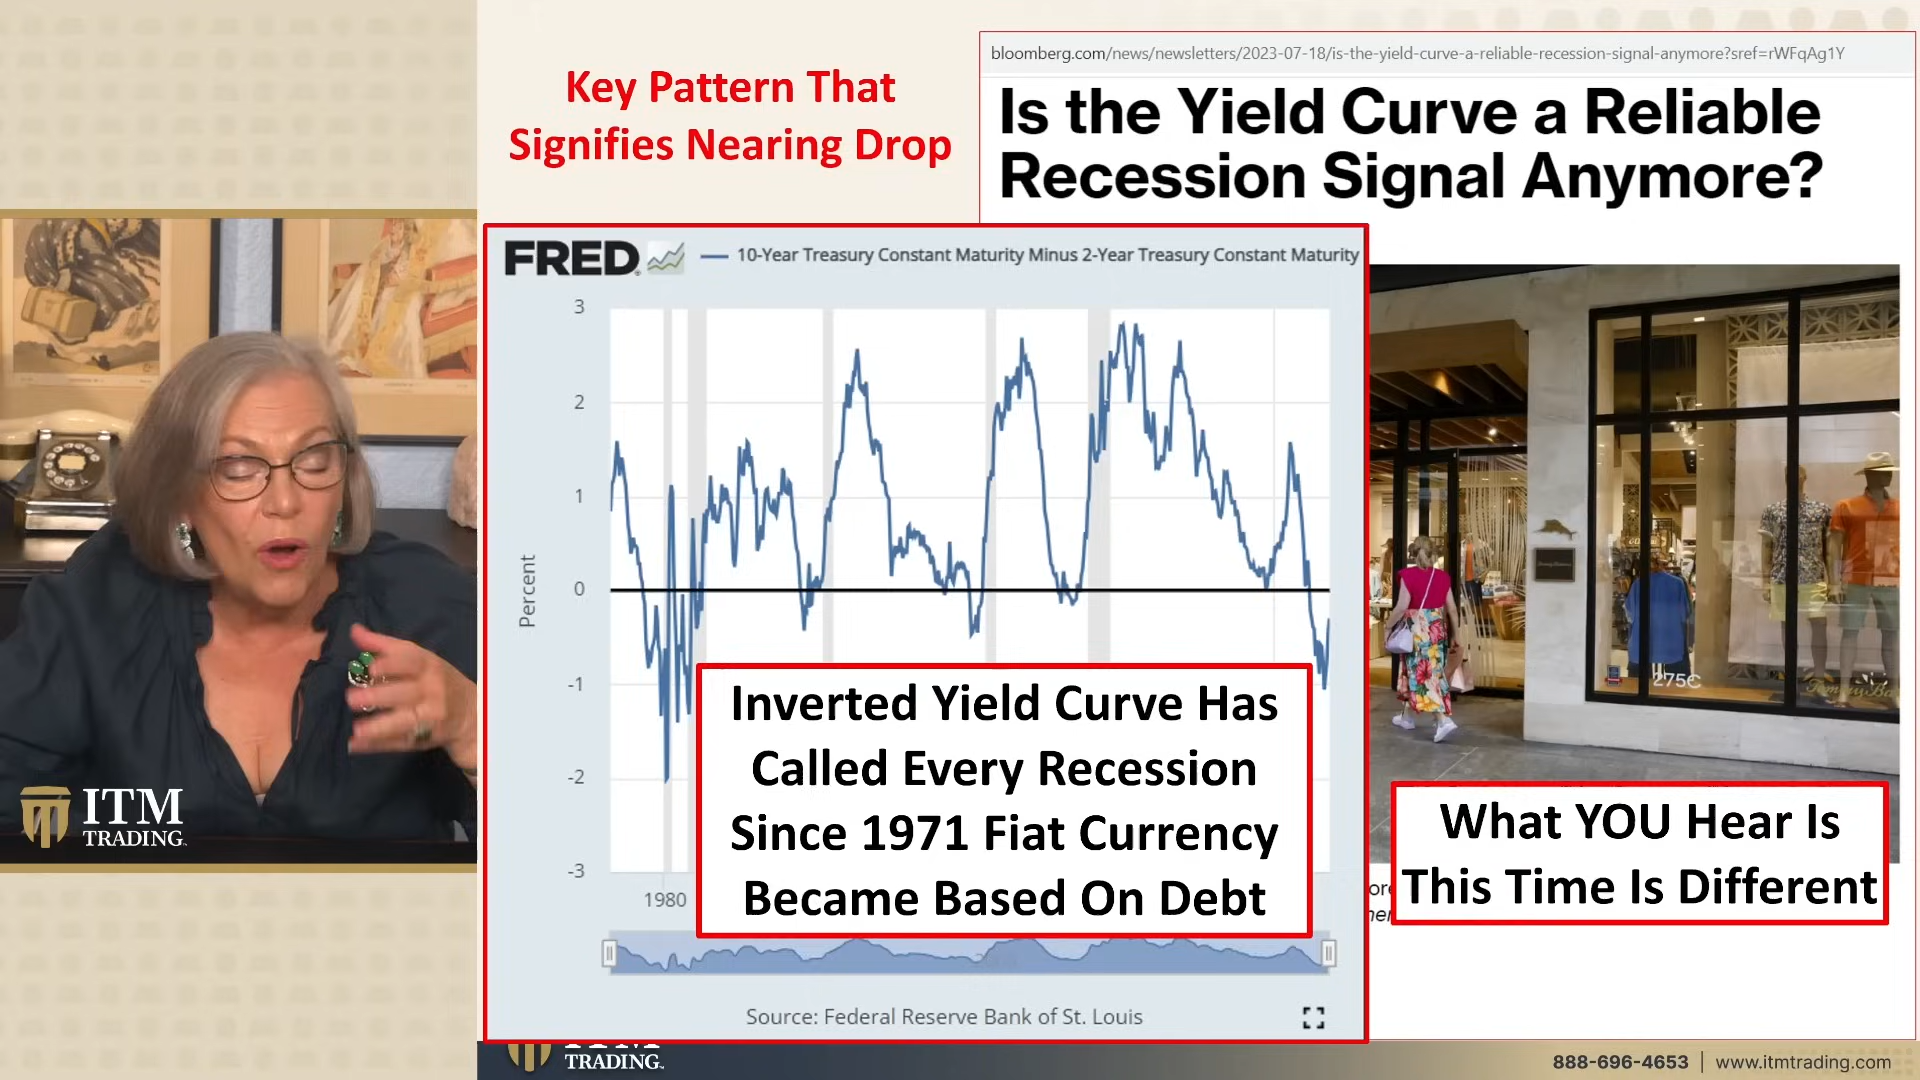 Key Pattern That
Signifies Nearing Drop
bloomberg.com/news/newsletters/2023-07-18/is-the-yield-curve-a-reliable-recession-signal-anymore?sref=rWFqAg1Y
Is the Yield Curve a Reliable
Recession Signal Anymore?
FRED
10-Year Treasury Constant Maturity Minus 2-Year Treasury Constant Maturity
3
2
1
0
-1
-2
-3
Percent
1980
Inverted Yield Curve Has
Called Every Recession
Since 1971 Fiat Currency
Became Based On Debt
Source: Federal Reserve Bank of St. Louis
275C
What YOU Hear Is
This Time Is Different
ITM
TRADING
TRADING
888-696-4653 | www.itmtrading.com